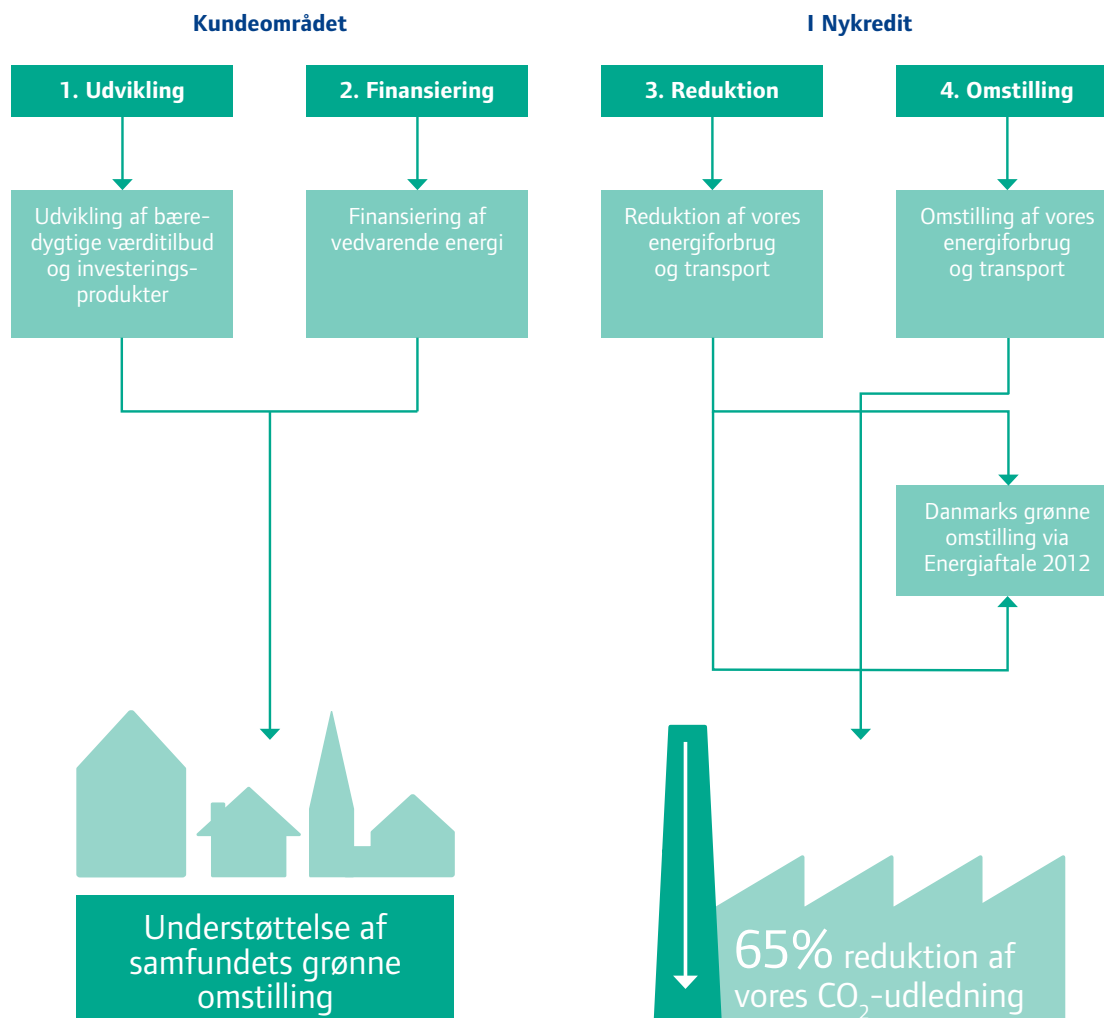 Kundeområdet
I Nykredit
1. Udvikling
2. Finansiering
3. Reduktion
4. Omstilling
Udvikling af bære-
dygtige værditilbud
og investerings-
produkter
Finansiering af
vedvarende energi
Reduktion af vores
energiforbrug
og transport
Omstilling af vores
energiforbrug
og transport
Danmarks grønne
omstilling via
Energiaftale 2012
Understøttelse af
samfundets grønne
omstilling
65% reduktion af
vores CO₂-udledning